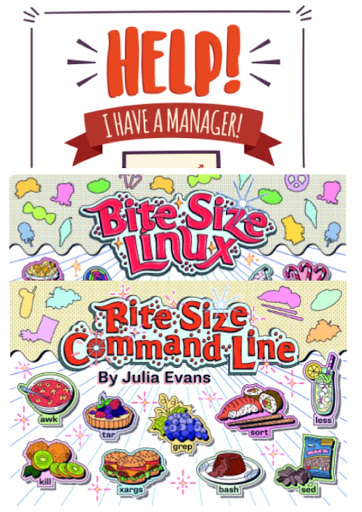 HELP!
I HAVE A MANAGER!
Bite Size
Linux
Bite Size
Command Line
By Julia Evans
awk
tar
grep
sort
less
kill
xargs
bash
sed